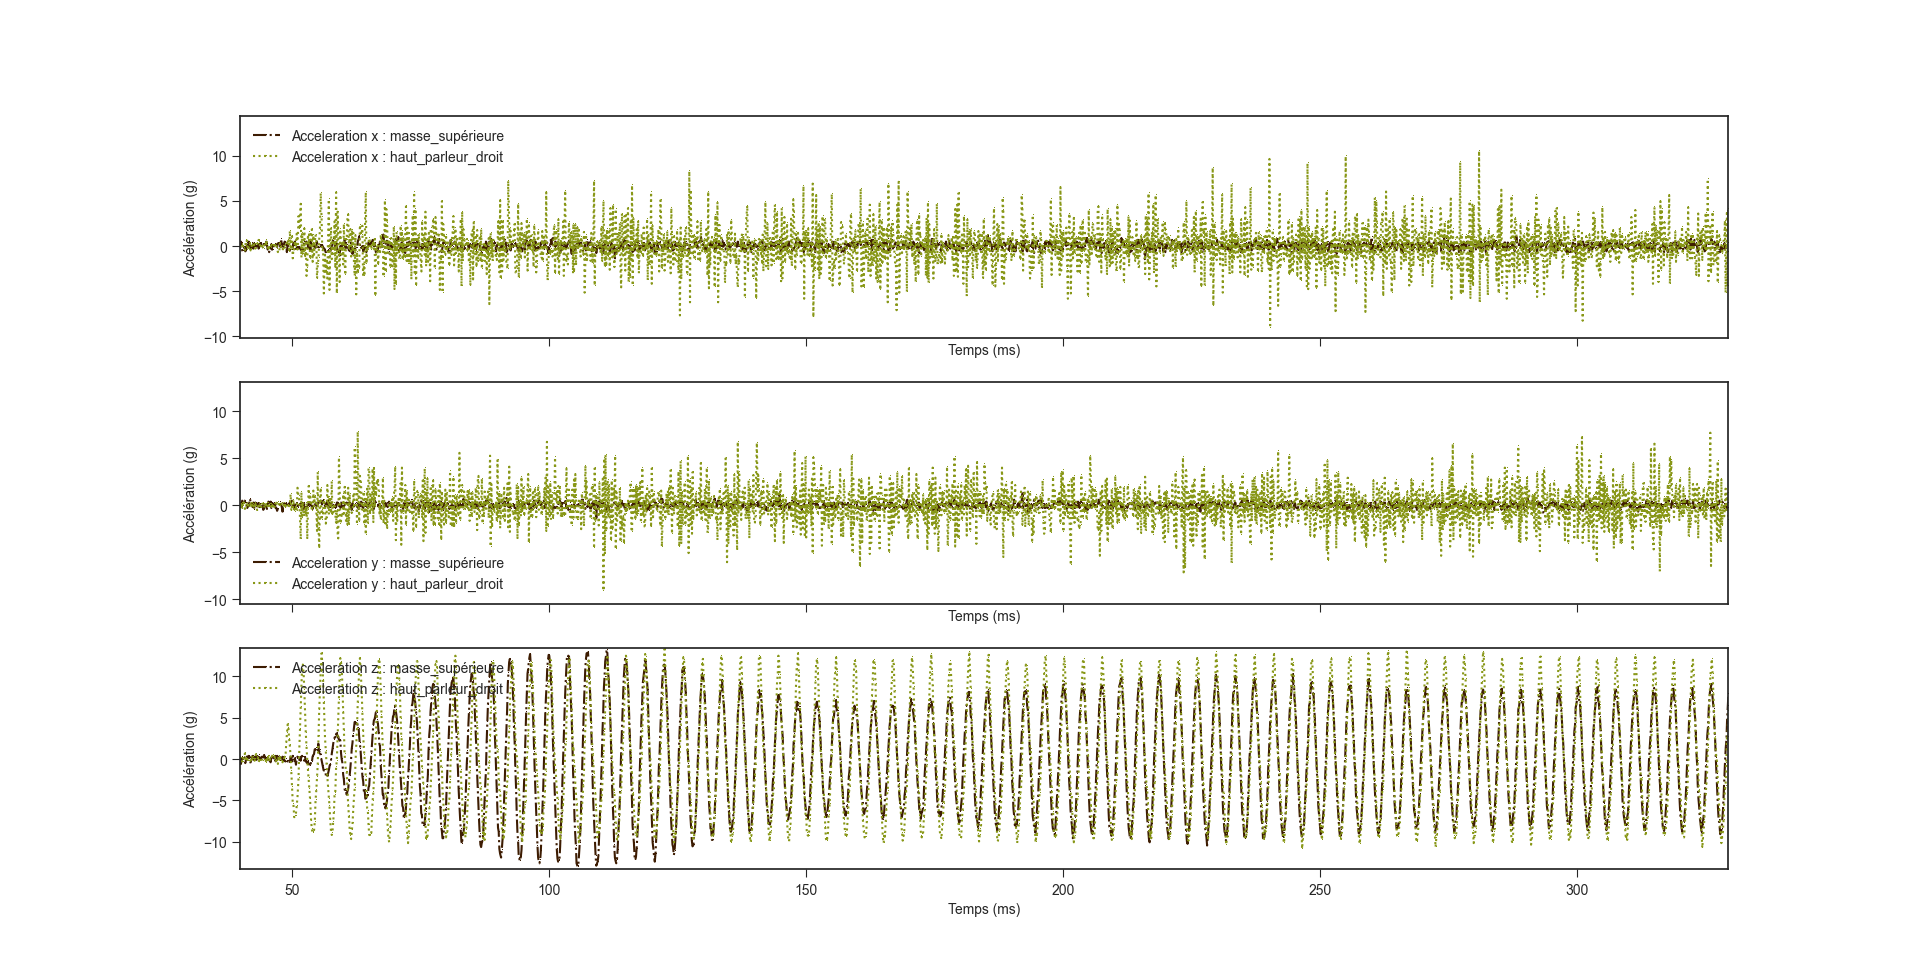 Acceleration x : masse_supérieure
Acceleration x : haut_parleur_droit
Accélération (g)
10
5
0
−5
−10
Temps (ms)
Accélération (g)
10
5
0
−5
−10
Acceleration y : masse_supérieure
Acceleration y : haut_parleur_droit
Temps (ms)
Acceleration z : masse_supérieure
Acceleration z : haut_parleur_droit
Accélération (g)
10
5
0
−5
−10
50 100 150 200 250 300
Temps (ms)